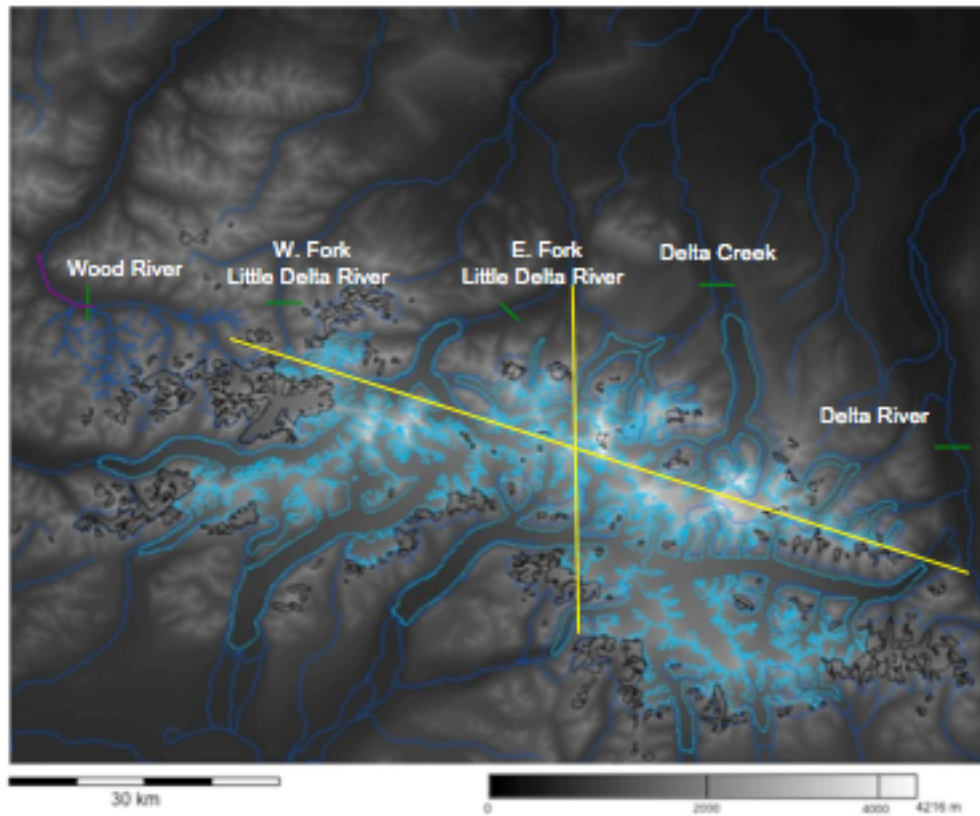 W. Fork
Little Delta River
E. Fork
Little Delta River
Delta Creek
Wood River
Delta River
30 km
0
2000
4000
4216 m